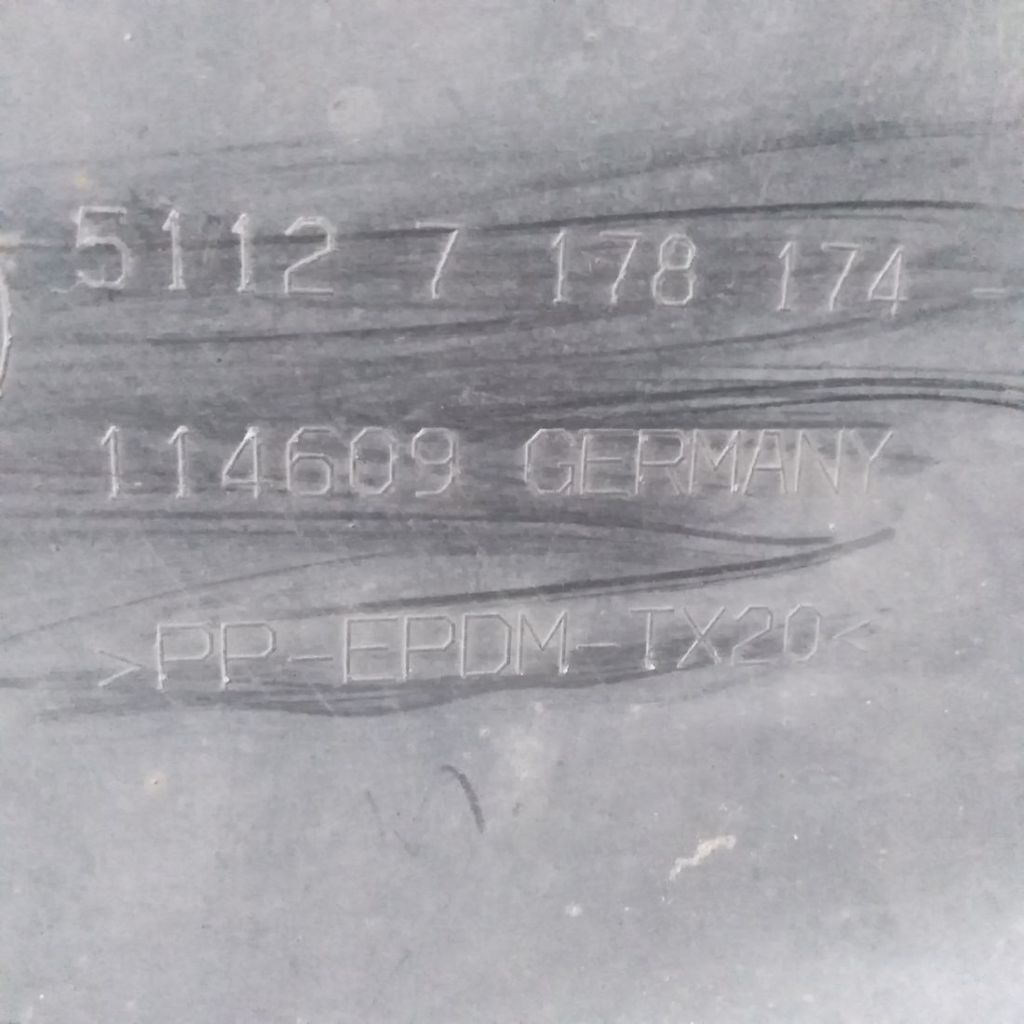 5112 7 178 174 -
114609 GERMANY
>PP-EPDM-TX20<